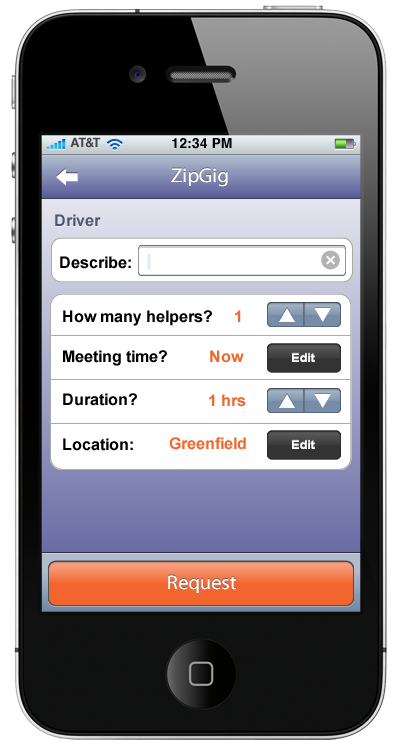 AT&T 12:34 PM
ZipGig
Driver
Describe:
How many helpers? 1
Meeting time? Now Edit
Duration? 1 hrs
Location: Greenfield Edit
Request